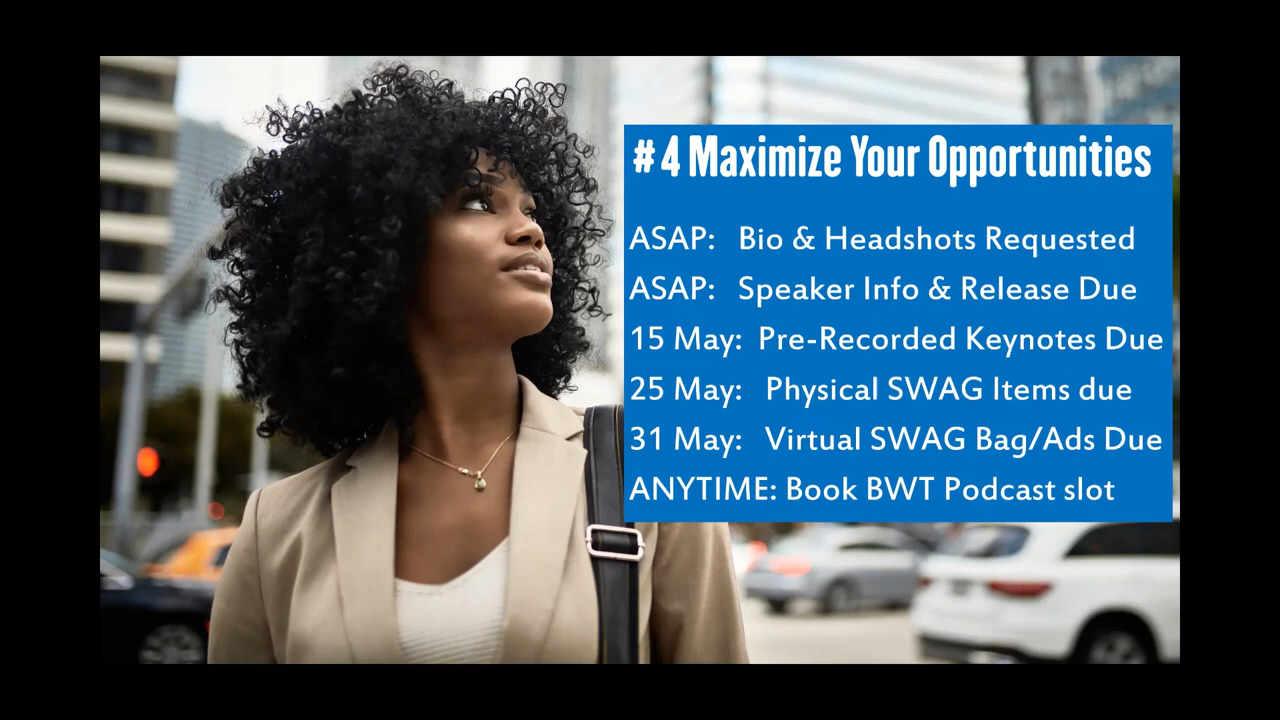 # 4 Maximize Your Opportunities
ASAP: Bio & Headshots Requested
ASAP: Speaker Info & Release Due
15 May: Pre-Recorded Keynotes Due
25 May: Physical SWAG Items due
31 May: Virtual SWAG Bag/Ads Due
ANYTIME: Book BWT Podcast slot